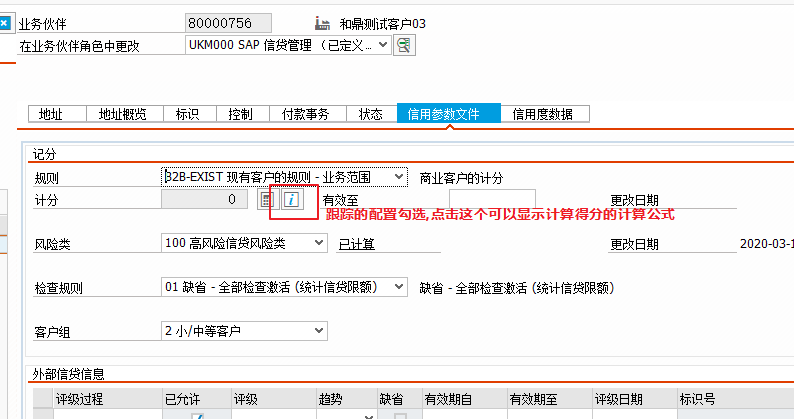 业务伙伴 80000756 和鼎测试客户03
在业务伙伴角色中更改 UKM000 SAP 信贷管理 （已定义...
地址 地址概览 标识 控制 付款事务 状态 信用参数文件 信用度数据
记分
规则 B2B-EXIST 现有客户的规则 - 业务范围 商业客户的计分
计分 0 有效至 更改日期
跟踪的配置勾选,点击这个可以显示计算得分的计算公式
风险类 100 高风险信贷风险类 已计算 更改日期 2020-03-1
检查规则 01 缺省 - 全部检查激活 (统计信贷限额） 缺省 - 全部检查激活 (统计信贷限额）
客户组 2 小/中等客户
外部信贷信息
评级过程 已允许 评级 趋势 缺省 有效期自 有效期至 评级日期 标识号